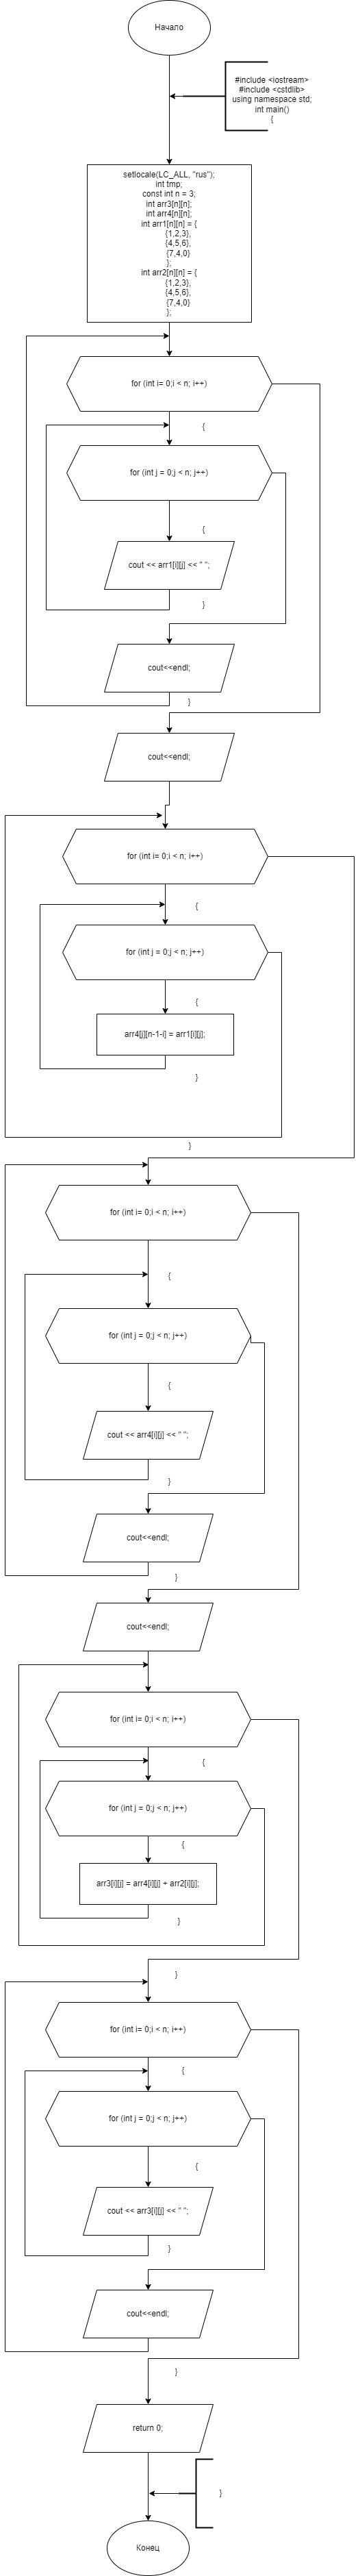 Начало
#include <iostream>
#include <cstdlib>
using namespace std;
int main()
{
setlocale(LC_ALL, "rus");
int tmp;
const int n = 3;
int arr3[n][n];
int arr4[n][n];
int arr1[n][n] = {
{1,2,3},
{4,5,6},
{7,4,0}
};
int arr2[n][n] = {
{1,2,3},
{4,5,6},
{7,4,0}
};
for (int i= 0;i < n; i++)
{
for (int j = 0;j < n; j++)
{
cout << arr1[i][j] << " ";
}
cout<<endl;
}
cout<<endl;
for (int i= 0;i < n; i++)
{
for (int j = 0;j < n; j++)
{
arr4[j][n-1-i] = arr1[i][j];
}
}
for (int i= 0;i < n; i++)
{
for (int j = 0;j < n; j++)
{
cout << arr4[i][j] << " ";
}
cout<<endl;
}
cout<<endl;
for (int i= 0;i < n; i++)
{
for (int j = 0;j < n; j++)
{
arr3[i][j] = arr4[i][j] + arr2[i][j];
}
}
for (int i= 0;i < n; i++)
{
for (int j = 0;j < n; j++)
{
cout << arr3[i][j] << " ";
}
cout<<endl;
}
return 0;
}
Конец